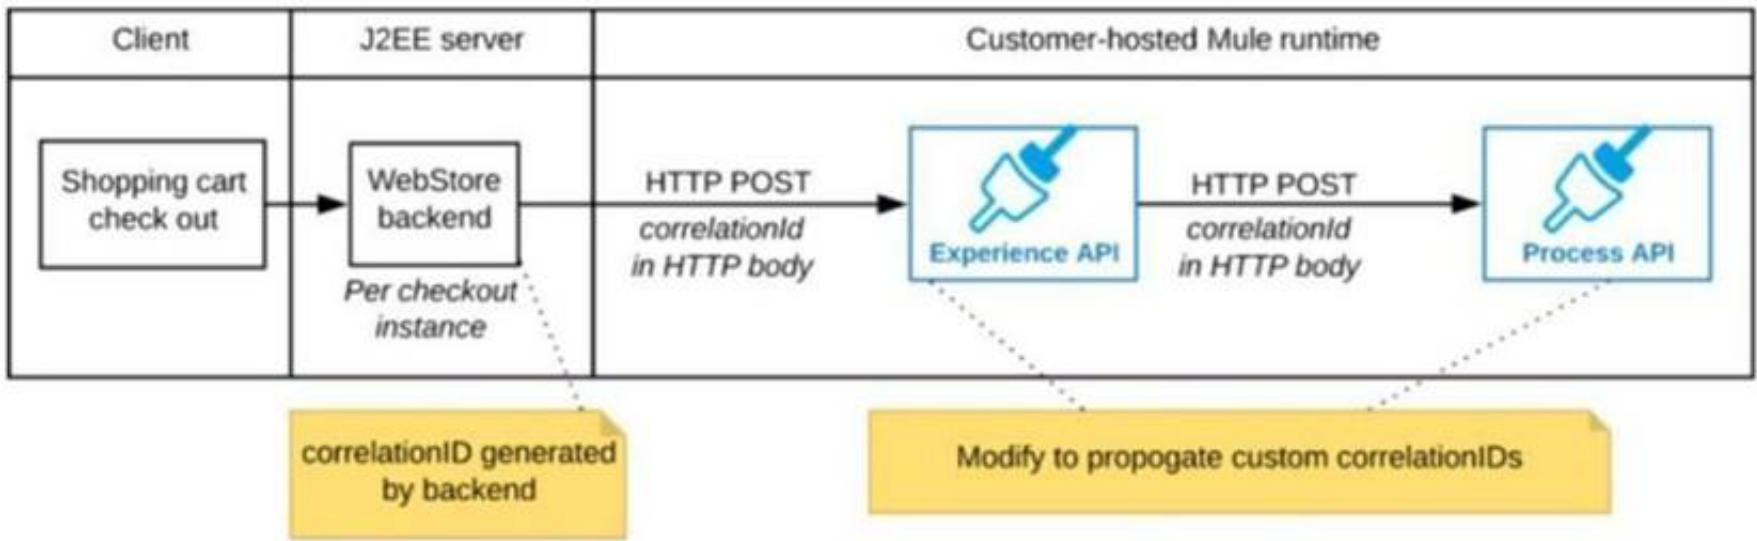 Client
J2EE server
Customer-hosted Mule runtime
Shopping cart
check out
WebStore
backend
Per checkout
instance
HTTP POST
correlationId
in HTTP body
Experience API
HTTP POST
correlationId
in HTTP body
Process API
correlationID generated
by backend
Modify to propogate custom correlationIDs